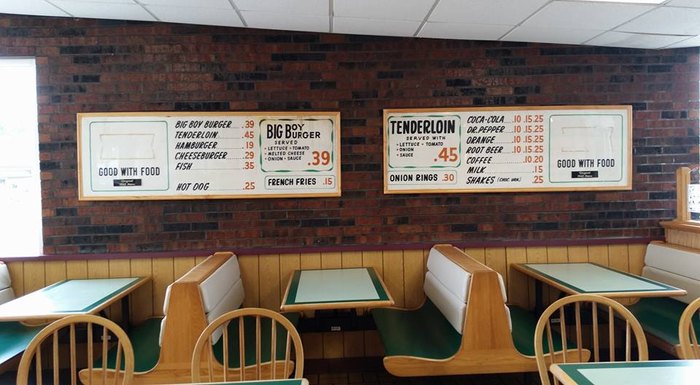 GOOD WITH FOOD
BIG BOY BURGER .39
TENDERLOIN .45
HAMBURGER .19
CHEESEBURGER .29
FISH .35
HOT DOG .25
BIG BOY
BURGER
SERVED
LETTUCE · TOMATO
MELTED CHEESE
ONION · SAUCE
.39
FRENCH FRIES .15
TENDERLOIN
SERVED WITH
LETTUCE · TOMATO
ONION
SAUCE
.45
ONION RINGS .30
COCA-COLA .10 .15 .25
DR. PEPPER .10 .15 .25
ORANGE .10 .15 .25
ROOT BEER .10 .15 .25
COFFEE .10 .20
MILK .15
SHAKES .25
GOOD WITH FOOD